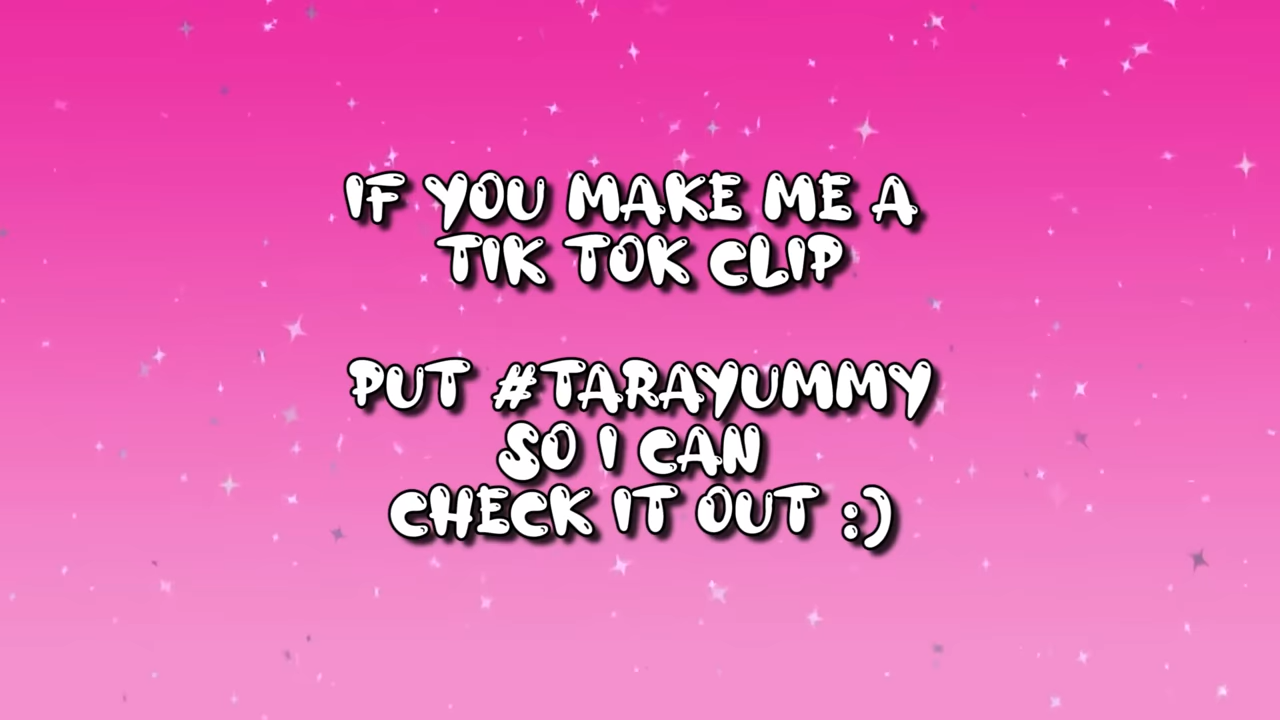 IF YOU MAKE ME A
TIK TOK CLIP
PUT #TARAYUMMY
SO I CAN
CHECK IT OUT :)